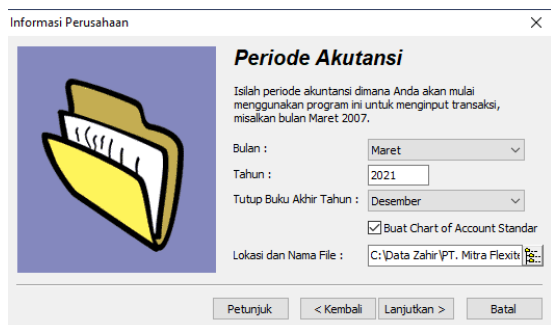 Informasi Perusahaan
Periode Akutansi
Isilah periode akuntansi dimana Anda akan mulai
menggunakan program ini untuk menginput transaksi,
misalkan bulan Maret 2007.
Bulan : Maret
Tahun : 2021
Tutup Buku Akhir Tahun : Desember
Buat Chart of Account Standar
Lokasi dan Nama File : C:\Data Zahir\PT. Mitra Flexite
Petunjuk < Kembali Lanjutkan > Batal